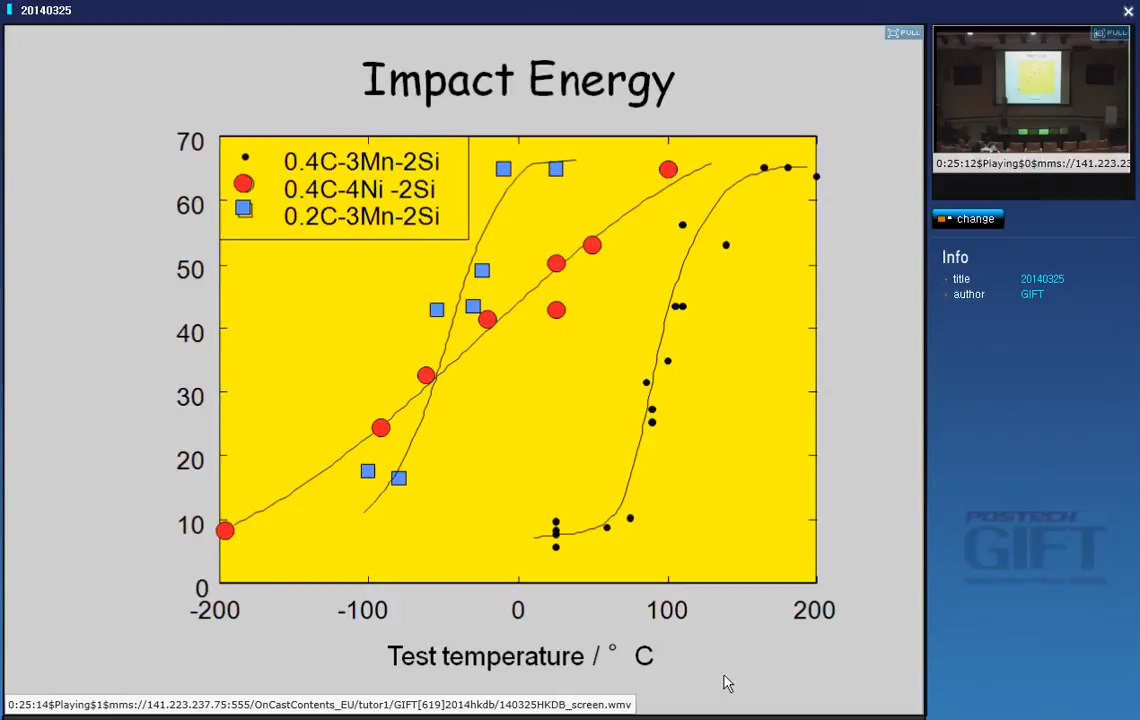 20140325
FULL
Impact Energy
70
60
50
40
30
20
10
0
0.4C-3Mn-2Si
0.4C-4Ni -2Si
0.2C-3Mn-2Si
-200
-100
0
100
200
Test temperature / ° C
0:25:14$Playing$1$mms://141.223.237.75:555/OnCastContents_EU/tutor1/GIFT[619]2014hkdb/140325HKDB_screen.wmv
FULL
0:25:12$Playing$0$mms://141.223.
change
Info
title 20140325
author GIFT
POSTECH
GIFT